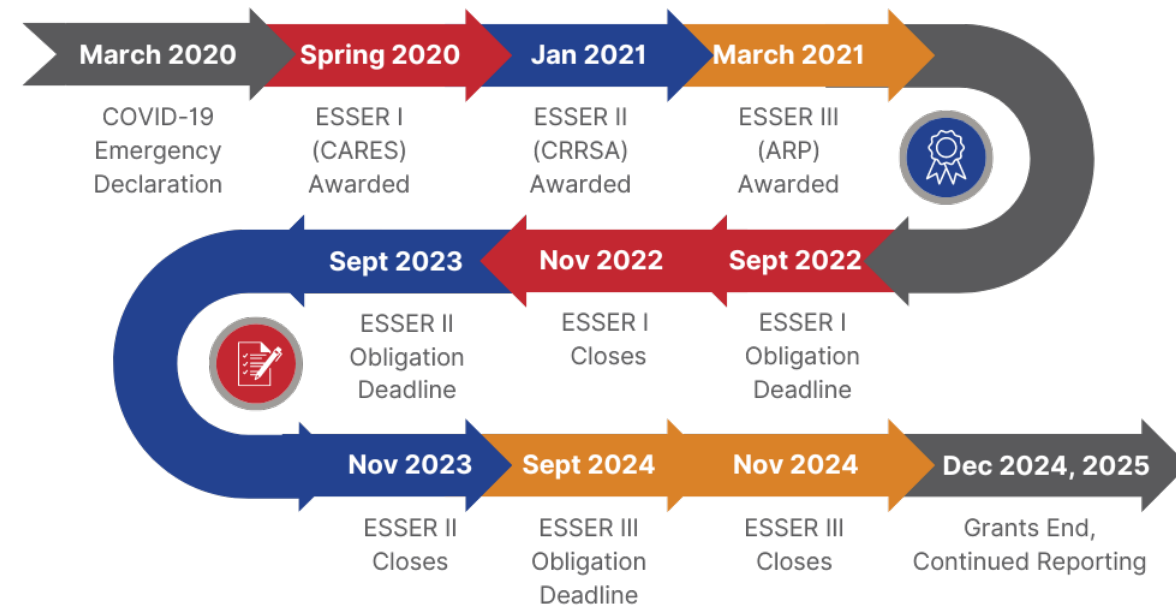 March 2020
Spring 2020
Jan 2021
March 2021
COVID-19
Emergency
Declaration
ESSER I
(CARES)
Awarded
ESSER II
(CRRSA)
Awarded
ESSER III
(ARP)
Awarded
Sept 2023
Nov 2022
Sept 2022
ESSER II
Obligation
Deadline
ESSER I
Closes
ESSER I
Obligation
Deadline
Nov 2023
Sept 2024
Nov 2024
Dec 2024, 2025
ESSER II
Closes
ESSER III
Obligation
Deadline
ESSER III
Closes
Grants End,
Continued Reporting